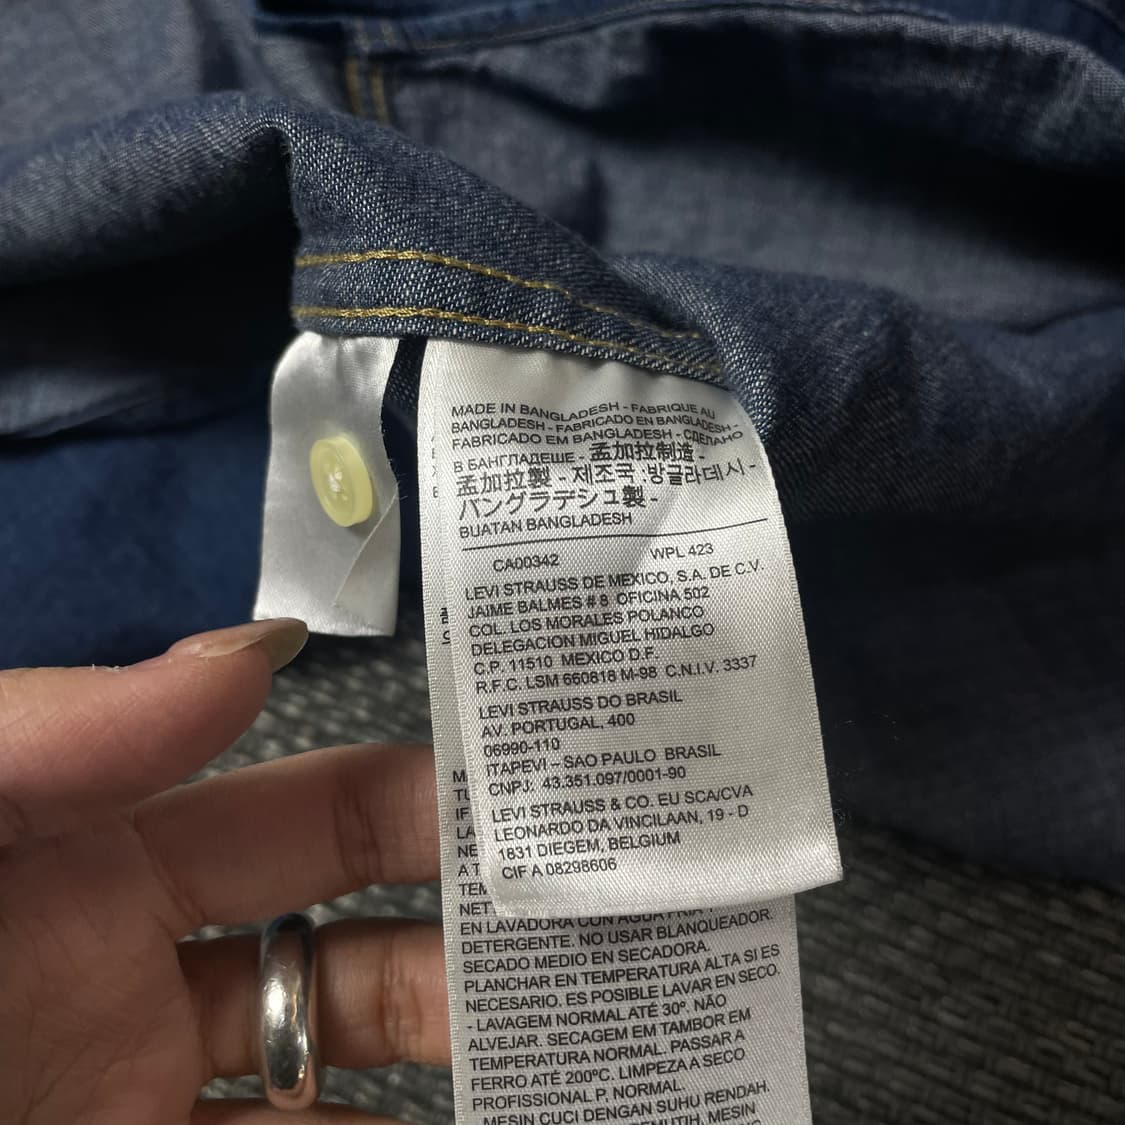 MADE IN BANGLADESH - FABRIQUE AU
BANGLADESH - FABRICADO EN BANGLADESH -
FABRICADO EM BANGLADESH - СДЕЛАНО
В БАНГЛАДЕШЕ - 孟加拉制造 -
孟加拉製 - 제조국 :방글라데시 -
バングラデシュ製 -
BUATAN BANGLADESH
CA00342 WPL 423
LEVI STRAUSS DE MEXICO, S.A. DE C.V.
JAIME BALMES # 8 OFICINA 502
COL. LOS MORALES POLANCO
DELEGACION MIGUEL HIDALGO
C.P. 11510 MEXICO D.F.
R.F.C. LSM 660818 M-98 C.N.I.V. 3337
LEVI STRAUSS DO BRASIL
AV. PORTUGAL, 400
06990-110
ITAPEVI – SAO PAULO BRASIL
CNPJ: 43.351.097/0001-90
LEVI STRAUSS & CO. EU SCA/CVA
LEONARDO DA VINCILAAN, 19 - D
1831 DIEGEM, BELGIUM
CIF A 08298606
EN LAVADORA CON AGUA FRIA Y
DETERGENTE. NO USAR BLANQUEADOR.
SECADO MEDIO EN SECADORA.
PLANCHAR EN TEMPERATURA ALTA SI ES
NECESARIO. ES POSIBLE LAVAR EN SECO.
- LAVAGEM NORMAL ATÉ 30º. NÃO
ALVEJAR. SECAGEM EM TAMBOR EM
TEMPERATURA NORMAL. PASSAR A
FERRO ATÉ 200ºC. LIMPEZA A SECO
PROFISSIONAL P, NORMAL.
- MESIN CUCI DENGAN SUHU RENDAH.
MESIN